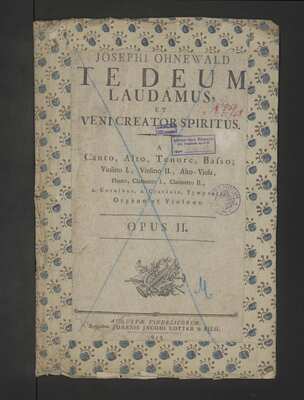 JOSEPHI OHNEWALD
TE DEUM
LAUDAMUS,
ET
VENI CREATOR SPIRITUS.
A
Canto, Alto, Tenore, Basso;
Violino I., Violino II., Alto-Viola,
Flauto, Clarinetto I., Clarinetto II.,
2. Cornibus, 2. Clarinis, Tympanis,
Organo et Violone
OPUS II.
AUGUSTÆ VINDELICORUM,
JOANNIS JACOBI LOTTER & FILII.